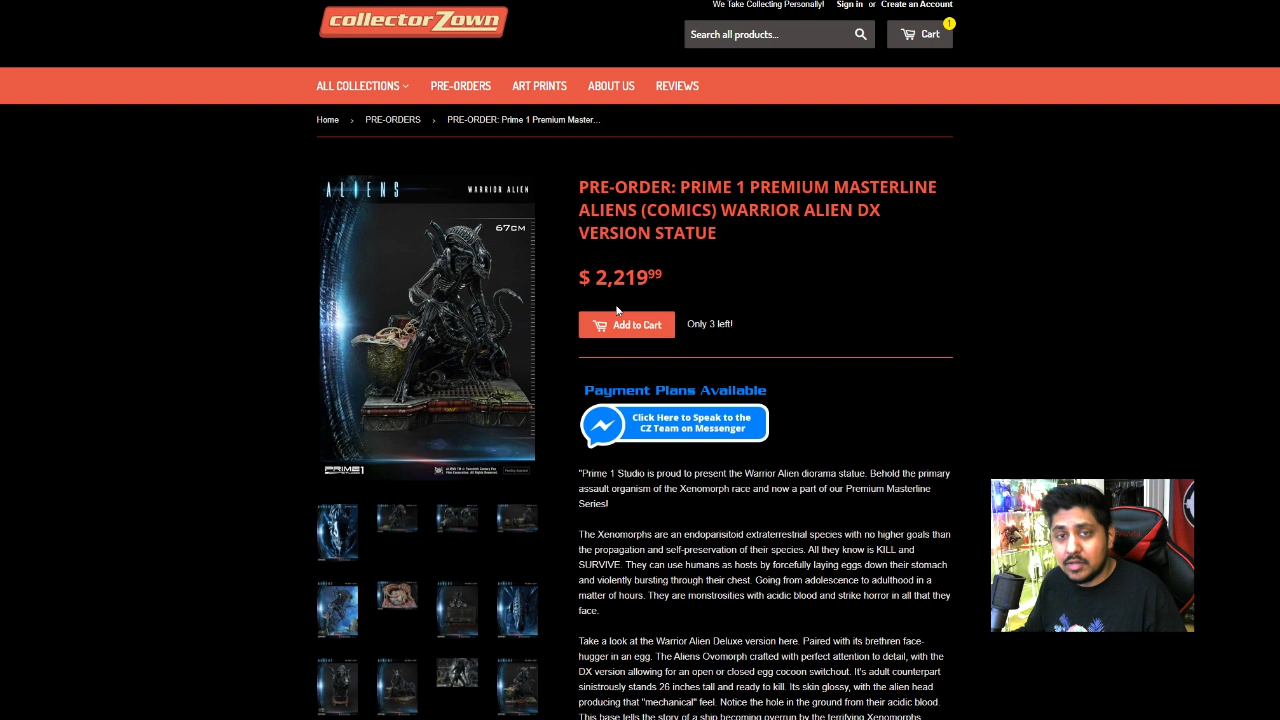 collectorZown
We Take Collecting Personally!
Sign in or Create an Account
Search all products...
Cart
1
ALL COLLECTIONS
PRE-ORDERS
ART PRINTS
ABOUT US
REVIEWS
Home › PRE-ORDERS › PRE-ORDER: Prime 1 Premium Master...
ALIENS
WARRIOR ALIEN
67CM
PRIME1
PRE-ORDER: PRIME 1 PREMIUM MASTERLINE
ALIENS (COMICS) WARRIOR ALIEN DX
VERSION STATUE
$ 2,219⁹⁹
Add to Cart
Only 3 left!
Payment Plans Available
Click Here to Speak to the
CZ Team on Messenger
"Prime 1 Studio is proud to present the Warrior Alien diorama statue. Behold the primary
assault organism of the Xenomorph race and now a part of our Premium Masterline
Series!
The Xenomorphs are an endoparisitoid extraterrestrial species with no higher goals than
the propagation and self-preservation of their species. All they know is KILL and
SURVIVE. They can use humans as hosts by forcefully laying eggs down their stomach
and violently bursting through their chest. Going from adolescence to adulthood in a
matter of hours. They are monstrosities with acidic blood and strike horror in all that they
face.
Take a look at the Warrior Alien Deluxe version here. Paired with its brethren face-
hugger in an egg. The Aliens Ovomorph crafted with perfect attention to detail, with the
DX version allowing for an open or closed egg cocoon switchout. It's adult counterpart
sinistrously stands 26 inches tall and ready to kill. Its skin glossy, with the alien head
producing that "mechanical" feel. Notice the hole in the ground from their acidic blood.
This base tells the story of a ship becoming overrun by the terrifying Xenomorphs